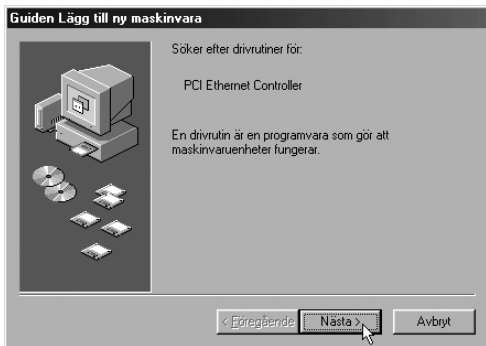 Guiden Lägg till ny maskinvara
Söker efter drivrutiner för:
PCI Ethernet Controller
En drivrutin är en programvara som gör att
maskinvaruenheter fungerar.
< Föregående
Nästa >
Avbryt